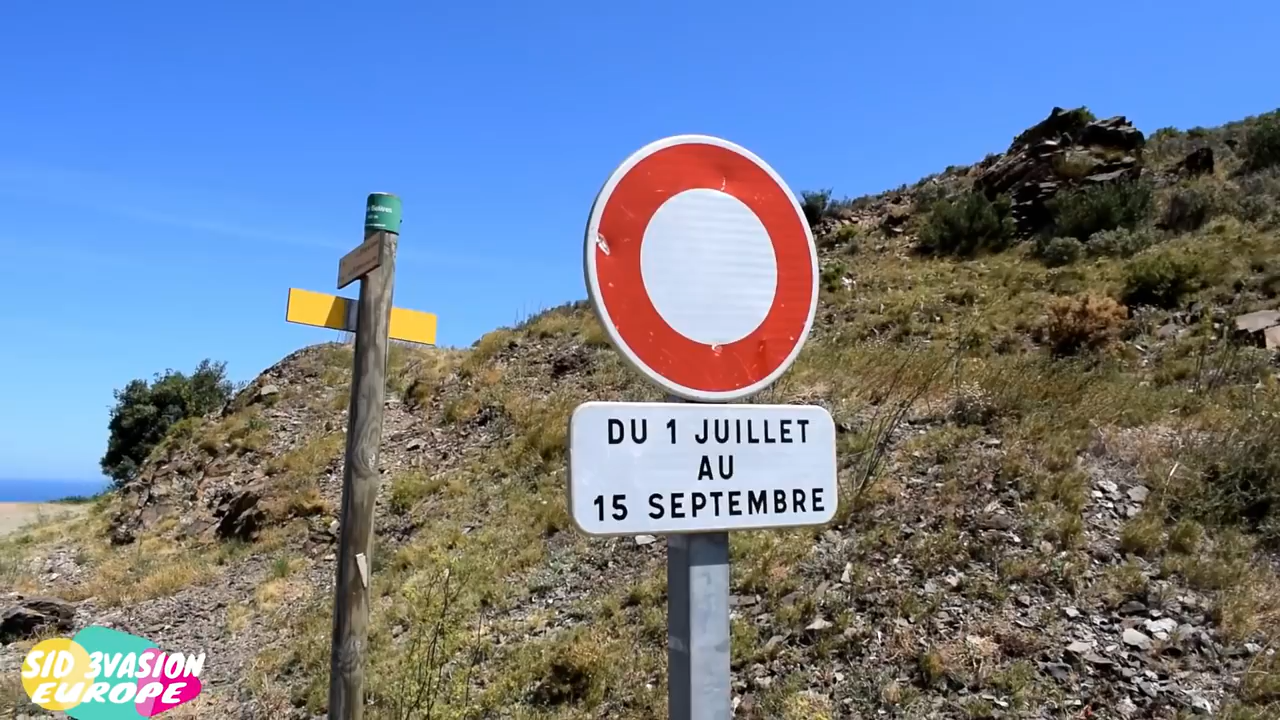 DU 1 JUILLET
AU
15 SEPTEMBRE
SID 3VASION
EUROPE